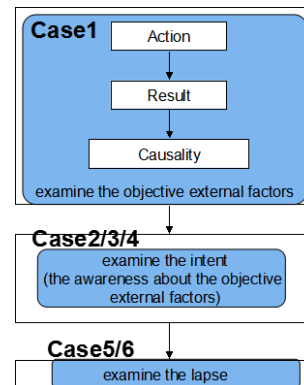 Case1
Action
Result
Causality
examine the objective external factors
Case2/3/4
examine the intent
(the awareness about the objective
external factors)
Case5/6
examine the lapse